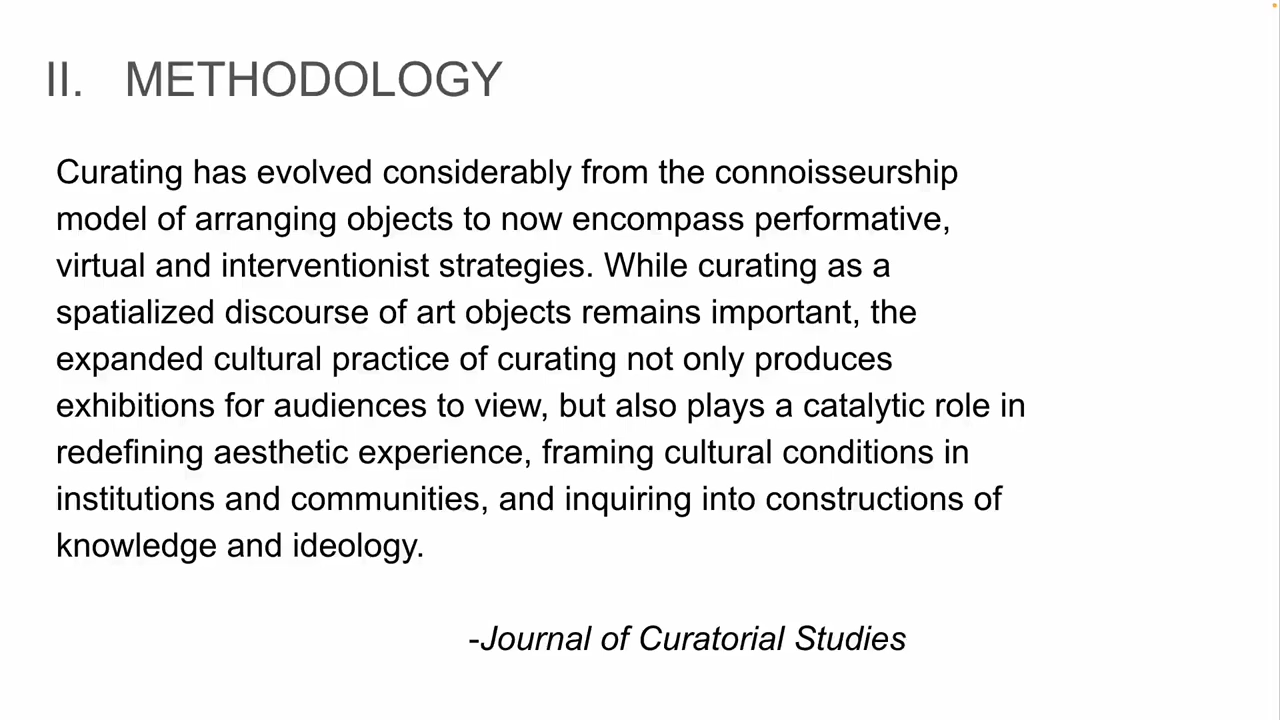 II. METHODOLOGY
Curating has evolved considerably from the connoisseurship
model of arranging objects to now encompass performative,
virtual and interventionist strategies. While curating as a
spatialized discourse of art objects remains important, the
expanded cultural practice of curating not only produces
exhibitions for audiences to view, but also plays a catalytic role in
redefining aesthetic experience, framing cultural conditions in
institutions and communities, and inquiring into constructions of
knowledge and ideology.
-Journal of Curatorial Studies